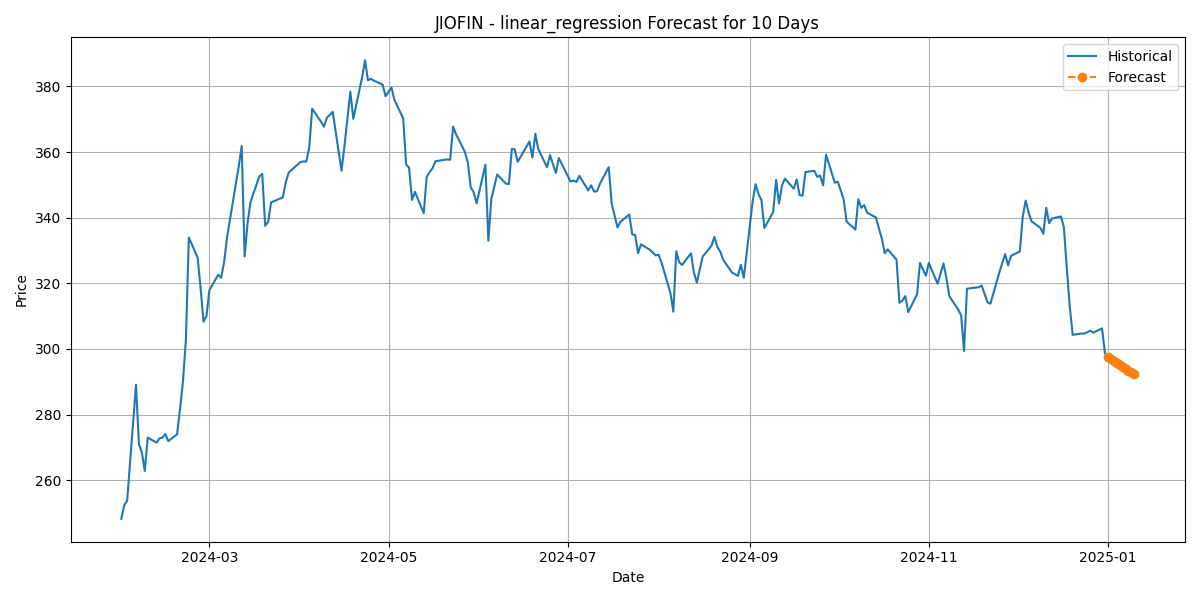 JIOFIN - linear_regression Forecast for 10 Days
Historical
Forecast
380
360
340
320
300
280
260
Price
2024-03
2024-05
2024-07
2024-09
2024-11
2025-01
Date